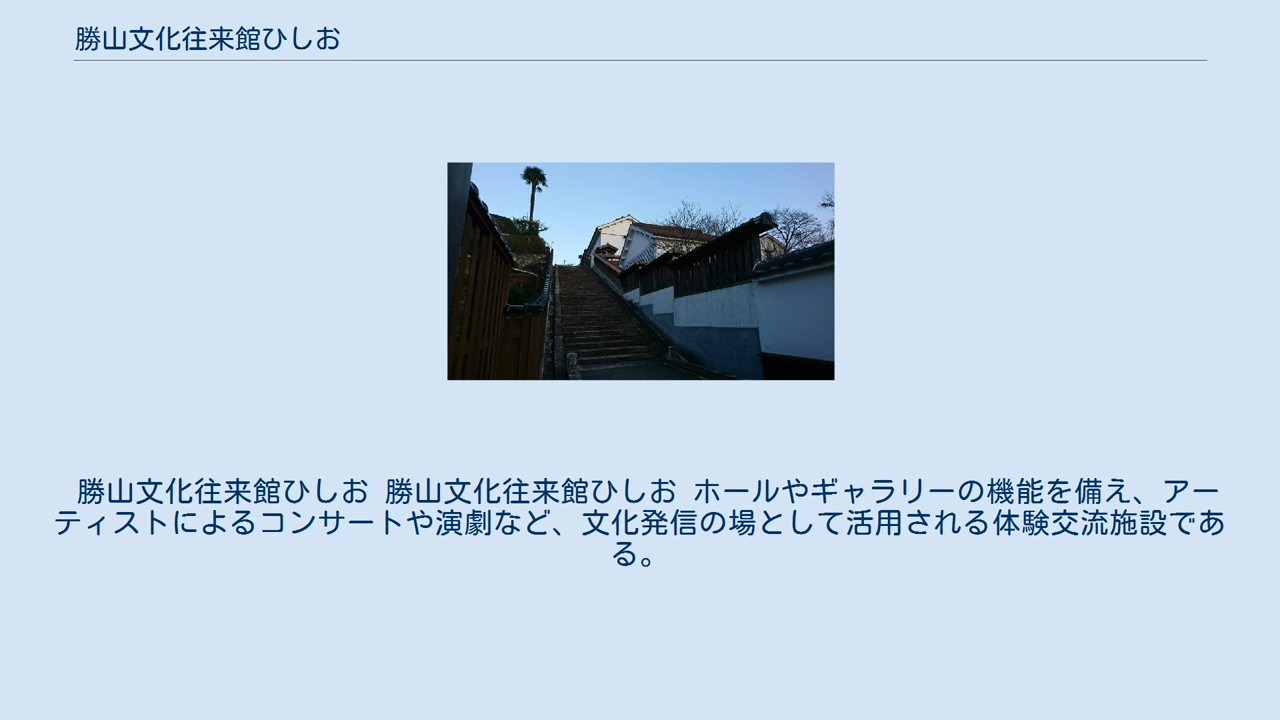 勝山文化往来館ひしお
勝山文化往来館ひしお 勝山文化往来館ひしお ホールやギャラリーの機能を備え、アー
ティストによるコンサートや演劇など、文化発信の場として活用される体験交流施設であ
る。